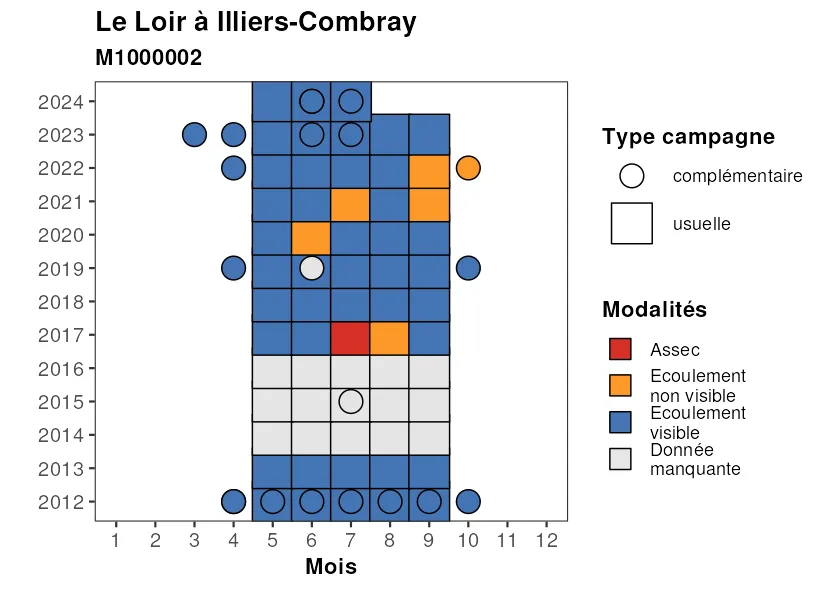 Le Loir à Illiers-Combray
M1000002
2024
2023
2022
2021
2020
2019
2018
2017
2016
2015
2014
2013
2012
1 2 3 4 5 6 7 8 9 10 11 12
Mois
Type campagne
complémentaire
usuelle
Modalités
Assec
Ecoulement
non visible
Ecoulement
visible
Donnée
manquante